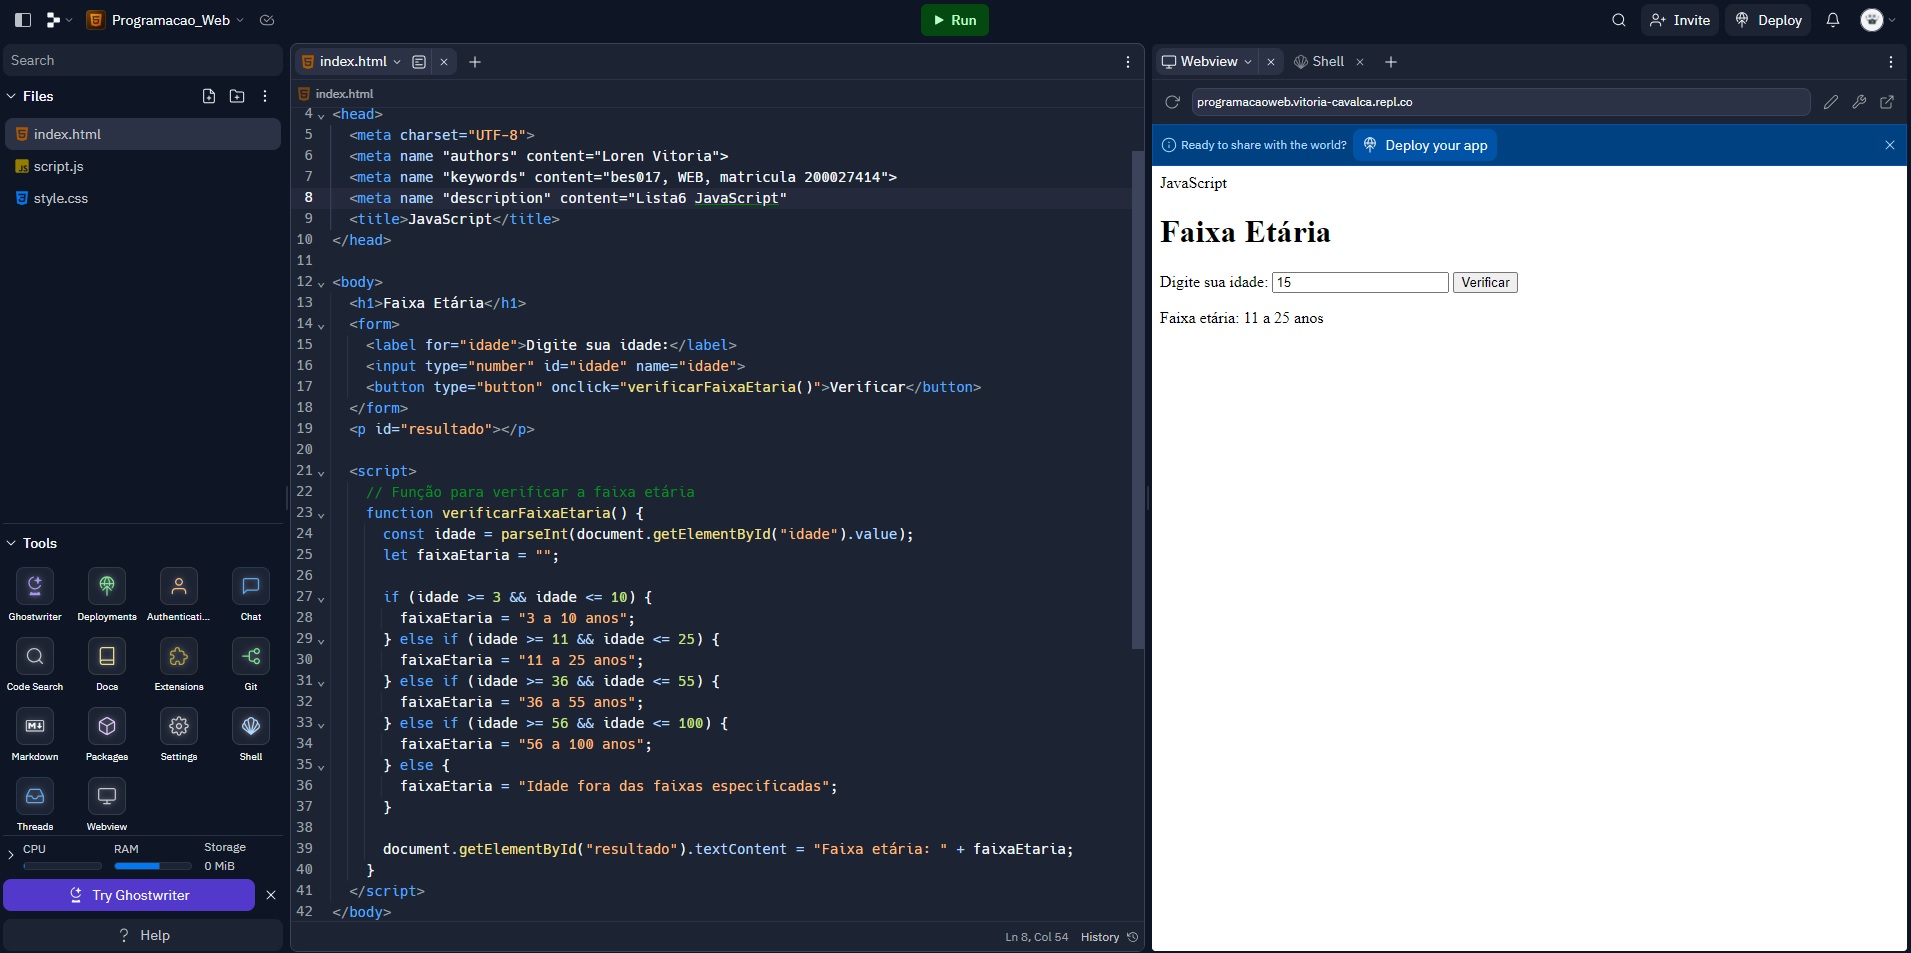 Programacao_Web
Run
Invite
Deploy
Search
Files
index.html
script.js
style.css
Tools
Ghostwriter
Deployments
Authenticati...
Chat
Code Search
Docs
Extensions
Git
Markdown
Packages
Settings
Shell
Threads
Webview
CPU
RAM
Storage
0 MiB
Try Ghostwriter
? Help
index.html
index.html
4 <head>
5 <meta charset="UTF-8">
6 <meta name "authors" content="Loren Vitoria">
7 <meta name "keywords" content="bes017, WEB, matricula 200027414">
8 <meta name "description" content="Lista6 JavaScript"
9 <title>JavaScript</title>
10 </head>
11
12 <body>
13 <h1>Faixa Etária</h1>
14 <form>
15 <label for="idade">Digite sua idade:</label>
16 <input type="number" id="idade" name="idade">
17 <button type="button" onclick="verificarFaixaEtaria()">Verificar</button>
18 </form>
19 <p id="resultado"></p>
20
21 <script>
22 // Função para verificar a faixa etária
23 function verificarFaixaEtaria() {
24 const idade = parseInt(document.getElementById("idade").value);
25 let faixaEtaria = "";
26
27 if (idade >= 3 && idade <= 10) {
28 faixaEtaria = "3 a 10 anos";
29 } else if (idade >= 11 && idade <= 25) {
30 faixaEtaria = "11 a 25 anos";
31 } else if (idade >= 36 && idade <= 55) {
32 faixaEtaria = "36 a 55 anos";
33 } else if (idade >= 56 && idade <= 100) {
34 faixaEtaria = "56 a 100 anos";
35 } else {
36 faixaEtaria = "Idade fora das faixas especificadas";
37 }
38
39 document.getElementById("resultado").textContent = "Faixa etária: " + faixaEtaria;
40 }
41 </script>
42 </body>
Ln 8, Col 54 History
Webview
Shell
programacaoweb.vitoria-cavalca.repl.co
Ready to share with the world? Deploy your app
JavaScript
Faixa Etária
Digite sua idade: 15 Verificar
Faixa etária: 11 a 25 anos